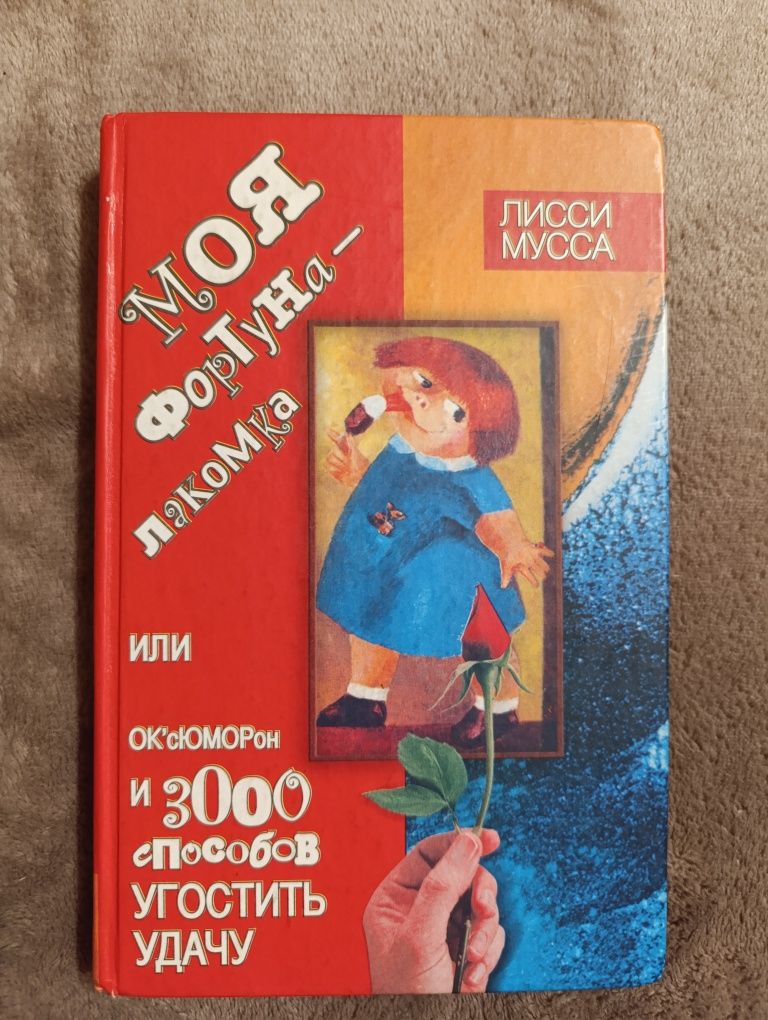 ЛИССИ
МУССА
МОЯ
ФОРТУНа –
лакомка
ИЛИ
ОК'сЮМОРон
И 3000
способов
УГОСТИТЬ
УДАЧУ